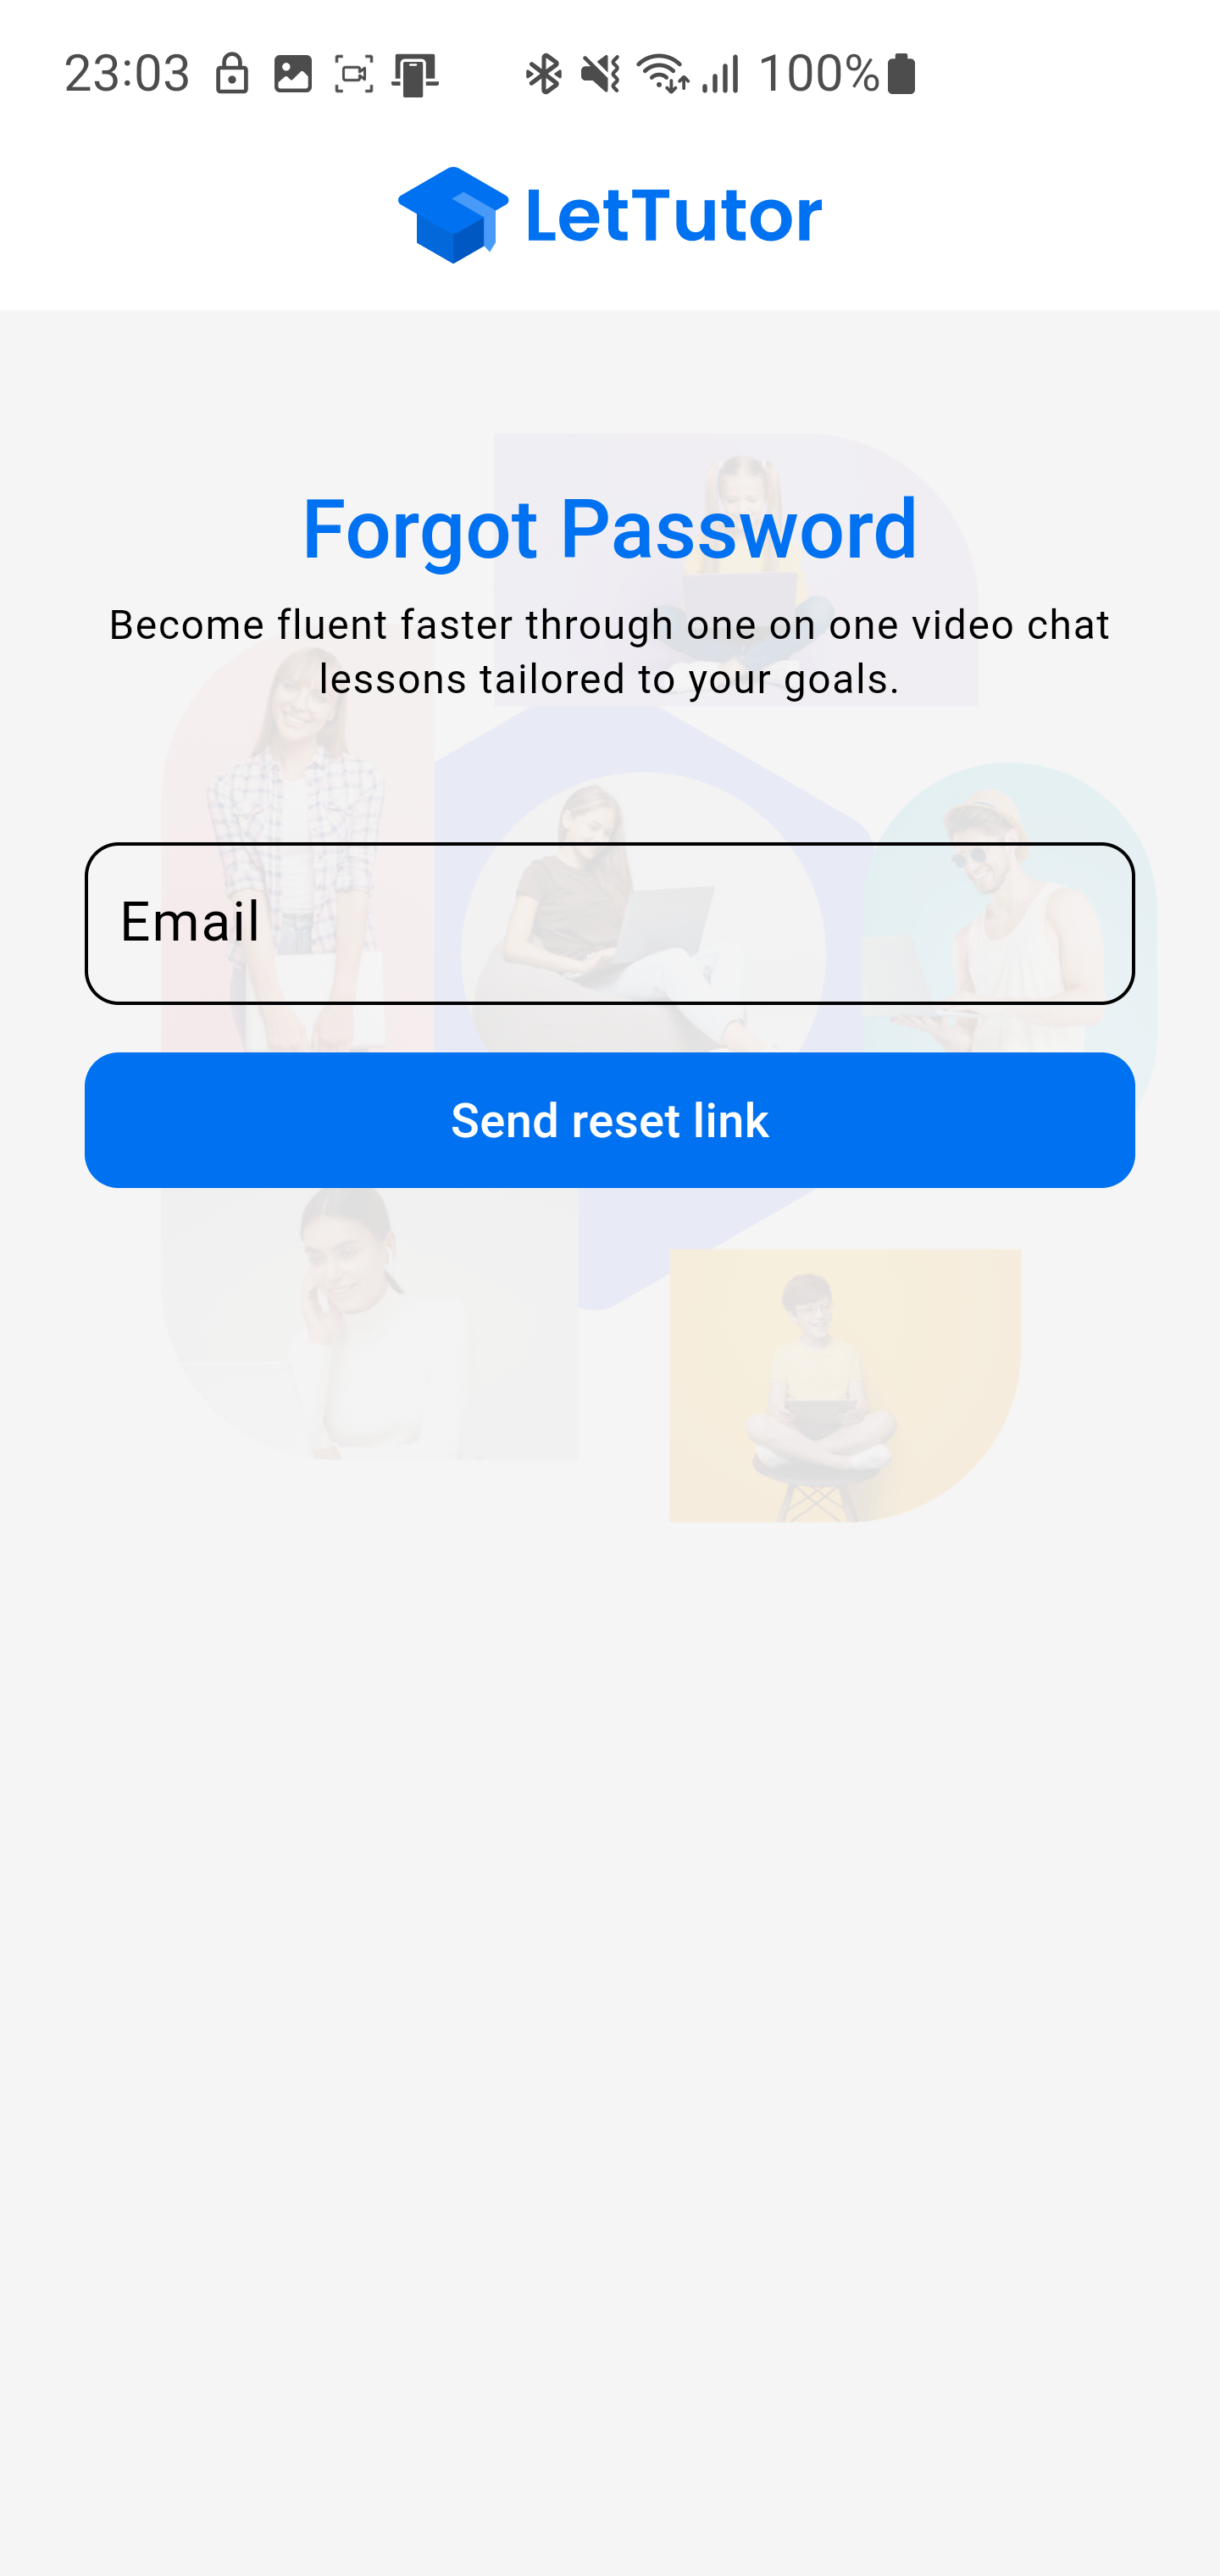 23:03 100%
LetTutor
Forgot Password
Become fluent faster through one on one video chat
lessons tailored to your goals.
Email
Send reset link